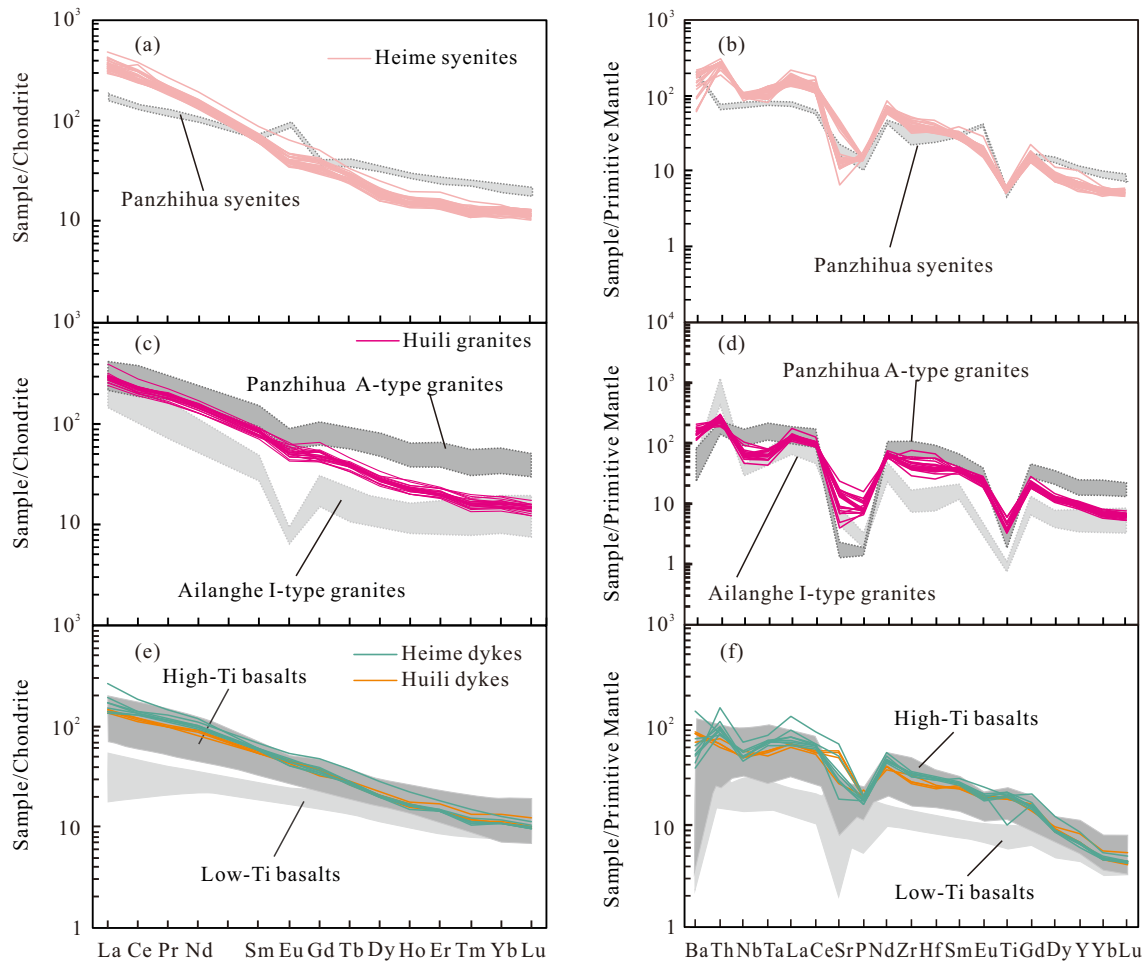 10³
(a)
Heime syenites
10²
10
Panzhihua syenites
Sample/Chondrite
10³
(b)
10²
10
1
Panzhihua syenites
Sample/Primitive Mantle
10³
(c)
Huili granites
Panzhihua A-type granites
10²
10
Ailanghe I-type granites
Sample/Chondrite
10⁴
(d)
Panzhihua A-type granites
10³
10²
10
1
Ailanghe I-type granites
Sample/Primitive Mantle
10³
(e)
Heime dykes
Huili dykes
High-Ti basalts
10²
10
1
Low-Ti basalts
Sample/Chondrite
La Ce Pr Nd Sm Eu Gd Tb Dy Ho Er Tm Yb Lu
10³
(f)
High-Ti basalts
10²
10
1
Low-Ti basalts
Sample/Primitive Mantle
Ba Th Nb Ta La Ce Sr P Nd Zr Hf Sm Eu Ti Gd Dy Y Yb Lu